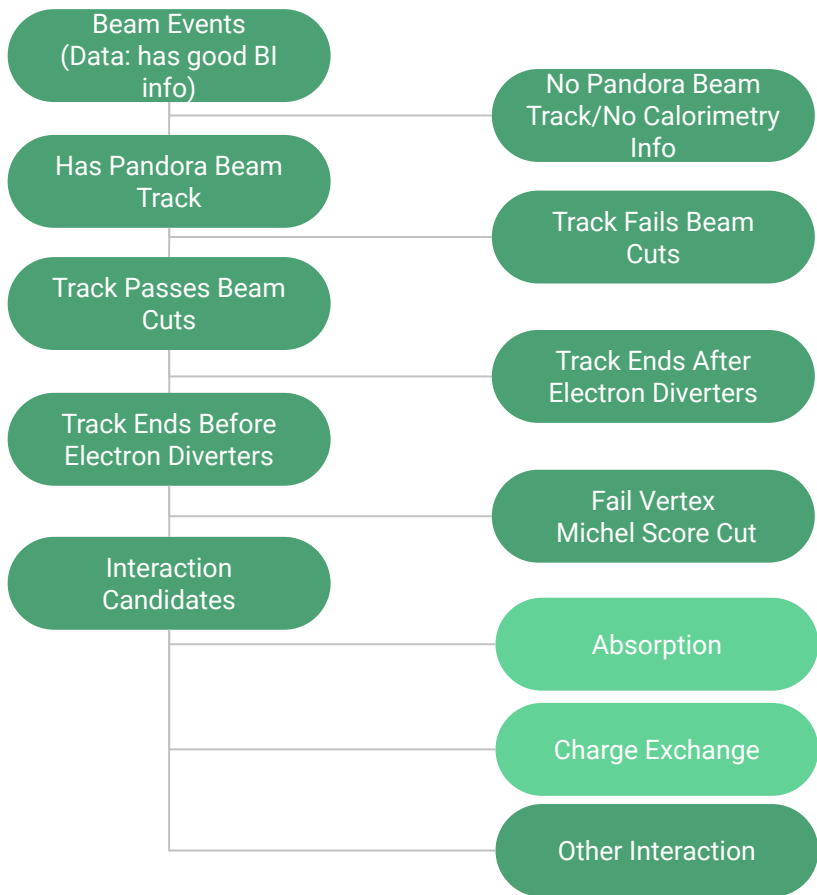 Beam Events
(Data: has good BI
info)
No Pandora Beam
Track/No Calorimetry
Info
Has Pandora Beam
Track
Track Fails Beam
Cuts
Track Passes Beam
Cuts
Track Ends After
Electron Diverters
Track Ends Before
Electron Diverters
Fail Vertex
Michel Score Cut
Interaction
Candidates
Absorption
Charge Exchange
Other Interaction